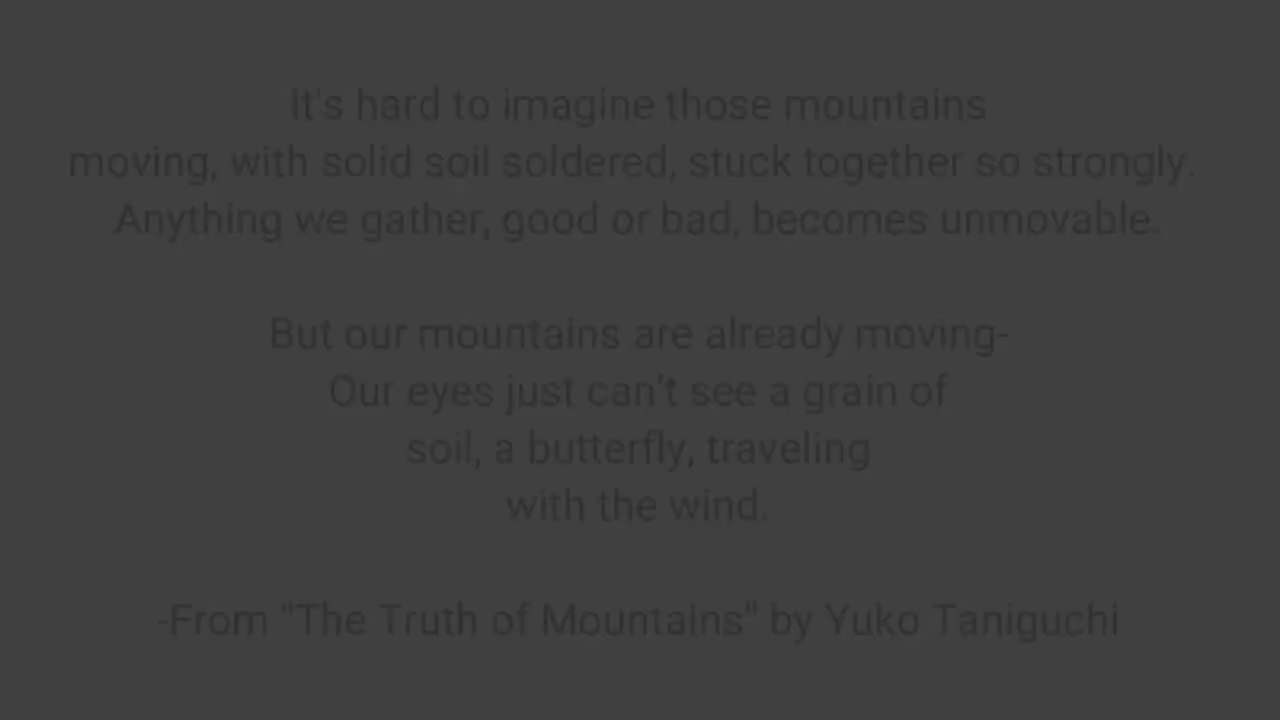 It's hard to imagine those mountains
moving, with solid soil soldered, stuck together so strongly.
Anything we gather, good or bad, becomes unmovable.
But our mountains are already moving-
Our eyes just can't see a grain of
soil, a butterfly, traveling
with the wind.
-From "The Truth of Mountains" by Yuko Taniguchi